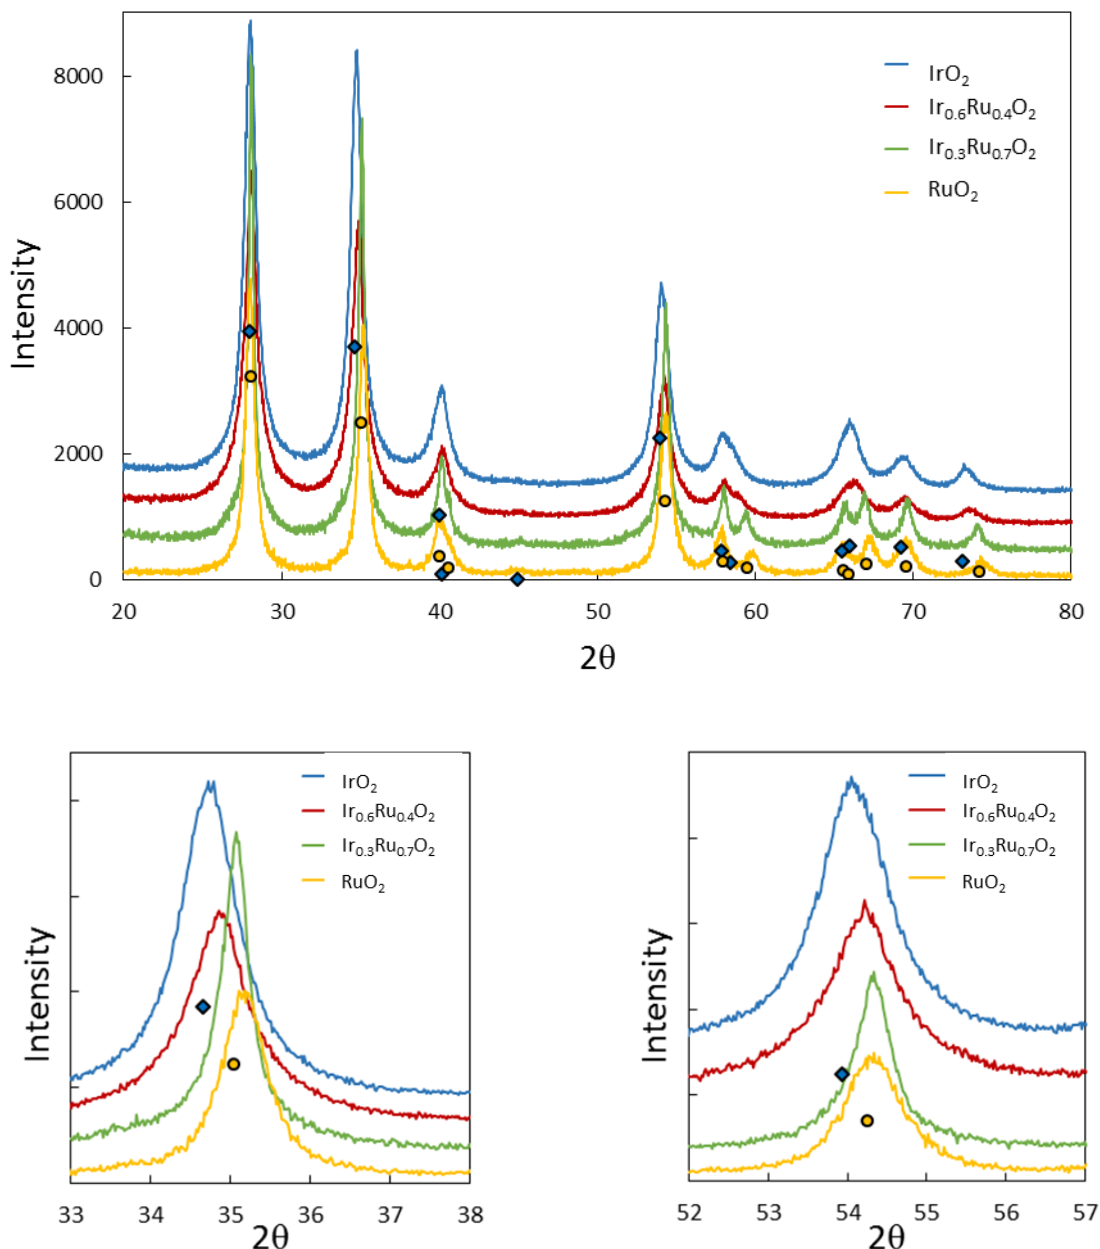 Intensity
8000
6000
4000
2000
0
20 30 40 50 60 70 80
2θ
IrO₂
Ir₀.₆Ru₀.₄O₂
Ir₀.₃Ru₀.₇O₂
RuO₂
Intensity
IrO₂
Ir₀.₆Ru₀.₄O₂
Ir₀.₃Ru₀.₇O₂
RuO₂
33 34 35 36 37 38
2θ
Intensity
IrO₂
Ir₀.₆Ru₀.₄O₂
Ir₀.₃Ru₀.₇O₂
RuO₂
52 53 54 55 56 57
2θ